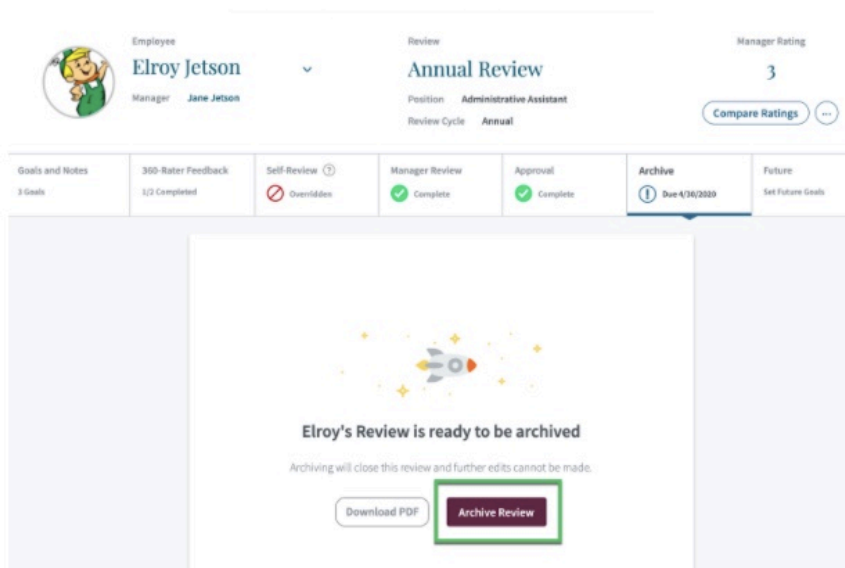 Employee
Elroy Jetson
Manager Jane Jetson
Review
Annual Review
Position Administrative Assistant
Review Cycle Annual
Manager Rating
3
Compare Ratings ...
Goals and Notes
3 Goals
360-Rater Feedback
1/2 Completed
Self-Review ?
Overridden
Manager Review
Complete
Approval
Complete
Archive
! Due 4/30/2020
Future
Set Future Goals
Elroy's Review is ready to be archived
Archiving will close this review and further edits cannot be made.
Download PDF
Archive Review